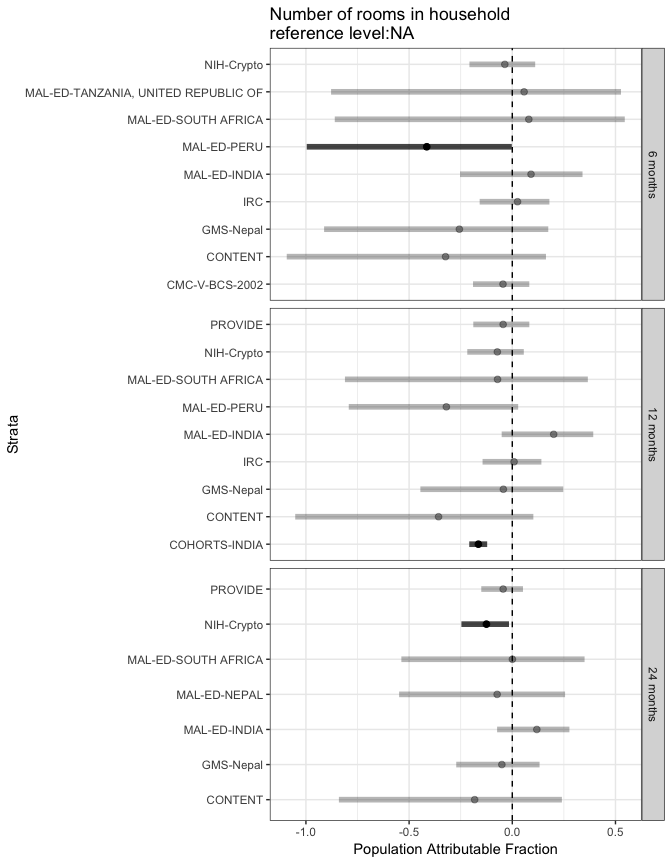 Number of rooms in household
reference level:NA
NIH-Crypto
MAL-ED-TANZANIA, UNITED REPUBLIC OF
MAL-ED-SOUTH AFRICA
MAL-ED-PERU
MAL-ED-INDIA
IRC
GMS-Nepal
CONTENT
CMC-V-BCS-2002
6 months
PROVIDE
NIH-Crypto
MAL-ED-SOUTH AFRICA
MAL-ED-PERU
MAL-ED-INDIA
IRC
GMS-Nepal
CONTENT
COHORTS-INDIA
12 months
Strata
PROVIDE
NIH-Crypto
MAL-ED-SOUTH AFRICA
MAL-ED-NEPAL
MAL-ED-INDIA
GMS-Nepal
CONTENT
24 months
-1.0 -0.5 0.0 0.5
Population Attributable Fraction